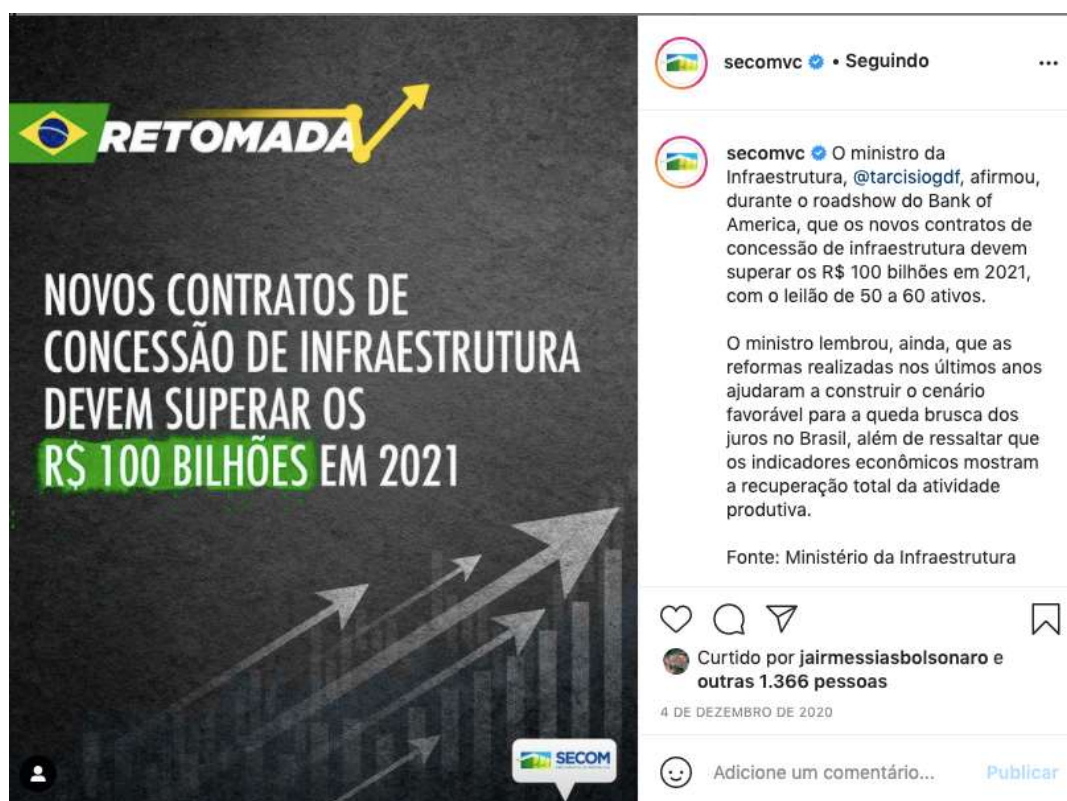 RETOMADA
NOVOS CONTRATOS DE
CONCESSÃO DE INFRAESTRUTURA
DEVEM SUPERAR OS
R$ 100 BILHÕES EM 2021
SECOM
secomvc • Seguindo
secomvc O ministro da
Infraestrutura, @tarcisiogdf, afirmou,
durante o roadshow do Bank of
America, que os novos contratos de
concessão de infraestrutura devem
superar os R$ 100 bilhões em 2021,
com o leilão de 50 a 60 ativos.
O ministro lembrou, ainda, que as
reformas realizadas nos últimos anos
ajudaram a construir o cenário
favorável para a queda brusca dos
juros no Brasil, além de ressaltar que
os indicadores econômicos mostram
a recuperação total da atividade
produtiva.
Fonte: Ministério da Infraestrutura
Curtido por jairmessiasbolsonaro e
outras 1.366 pessoas
4 DE DEZEMBRO DE 2020
Adicione um comentário... Publicar